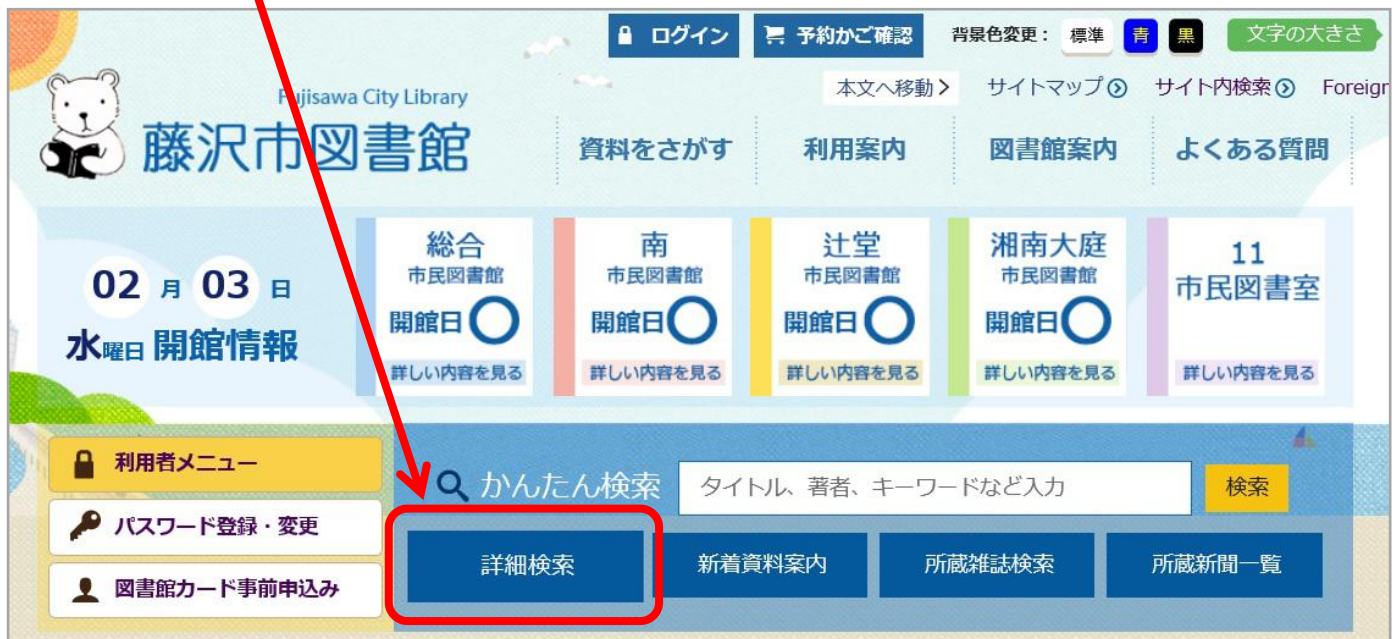 ログイン 予約かご確認 背景色変更： 標準 青 黒 文字の大きさ
本文へ移動 サイトマップ サイト内検索 Foreign
Fujisawa City Library
藤沢市図書館
資料をさがす 利用案内 図書館案内 よくある質問
02 月 03 日
水曜日 開館情報
総合
市民図書館
開館日
詳しい内容を見る
南
市民図書館
開館日
詳しい内容を見る
辻堂
市民図書館
開館日
詳しい内容を見る
湘南大庭
市民図書館
開館日
詳しい内容を見る
11
市民図書室
詳しい内容を見る
利用者メニュー
パスワード登録・変更
図書館カード事前申込み
かんたん検索 タイトル、著者、キーワードなど入力 検索
詳細検索 新着資料案内 所蔵雑誌検索 所蔵新聞一覧